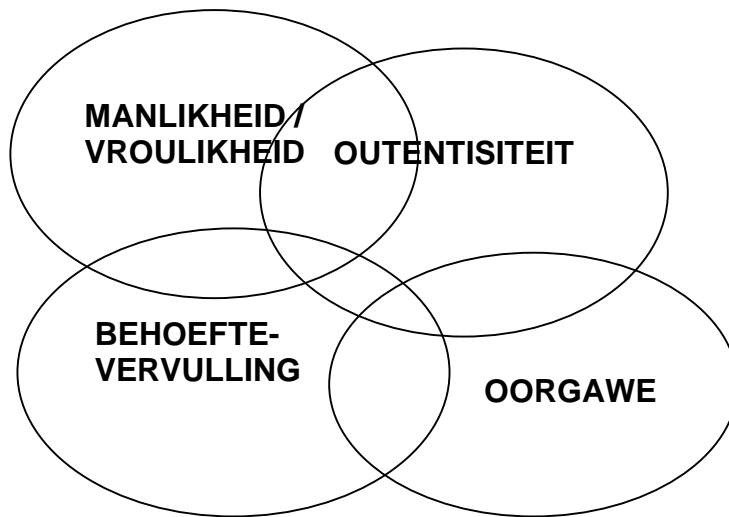 MANLIKHEID /
VROULIKHEID
OUTENTISITEIT
BEHOEFTE-
VERVULLING
OORGAWE